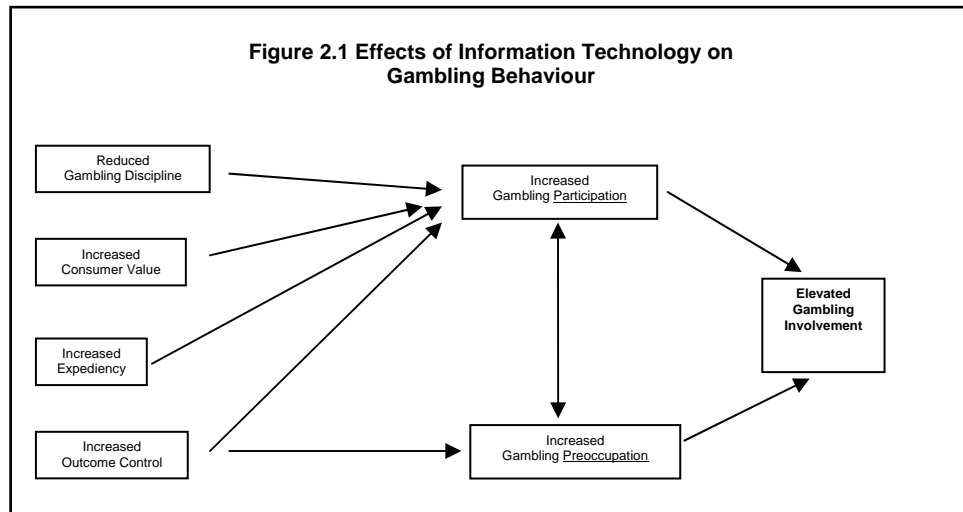 Figure 2.1 Effects of Information Technology on
Gambling Behaviour
Reduced
Gambling Discipline
Increased
Consumer Value
Increased
Expediency
Increased
Outcome Control
Increased
Gambling Participation
Increased
Gambling Preoccupation
Elevated
Gambling
Involvement